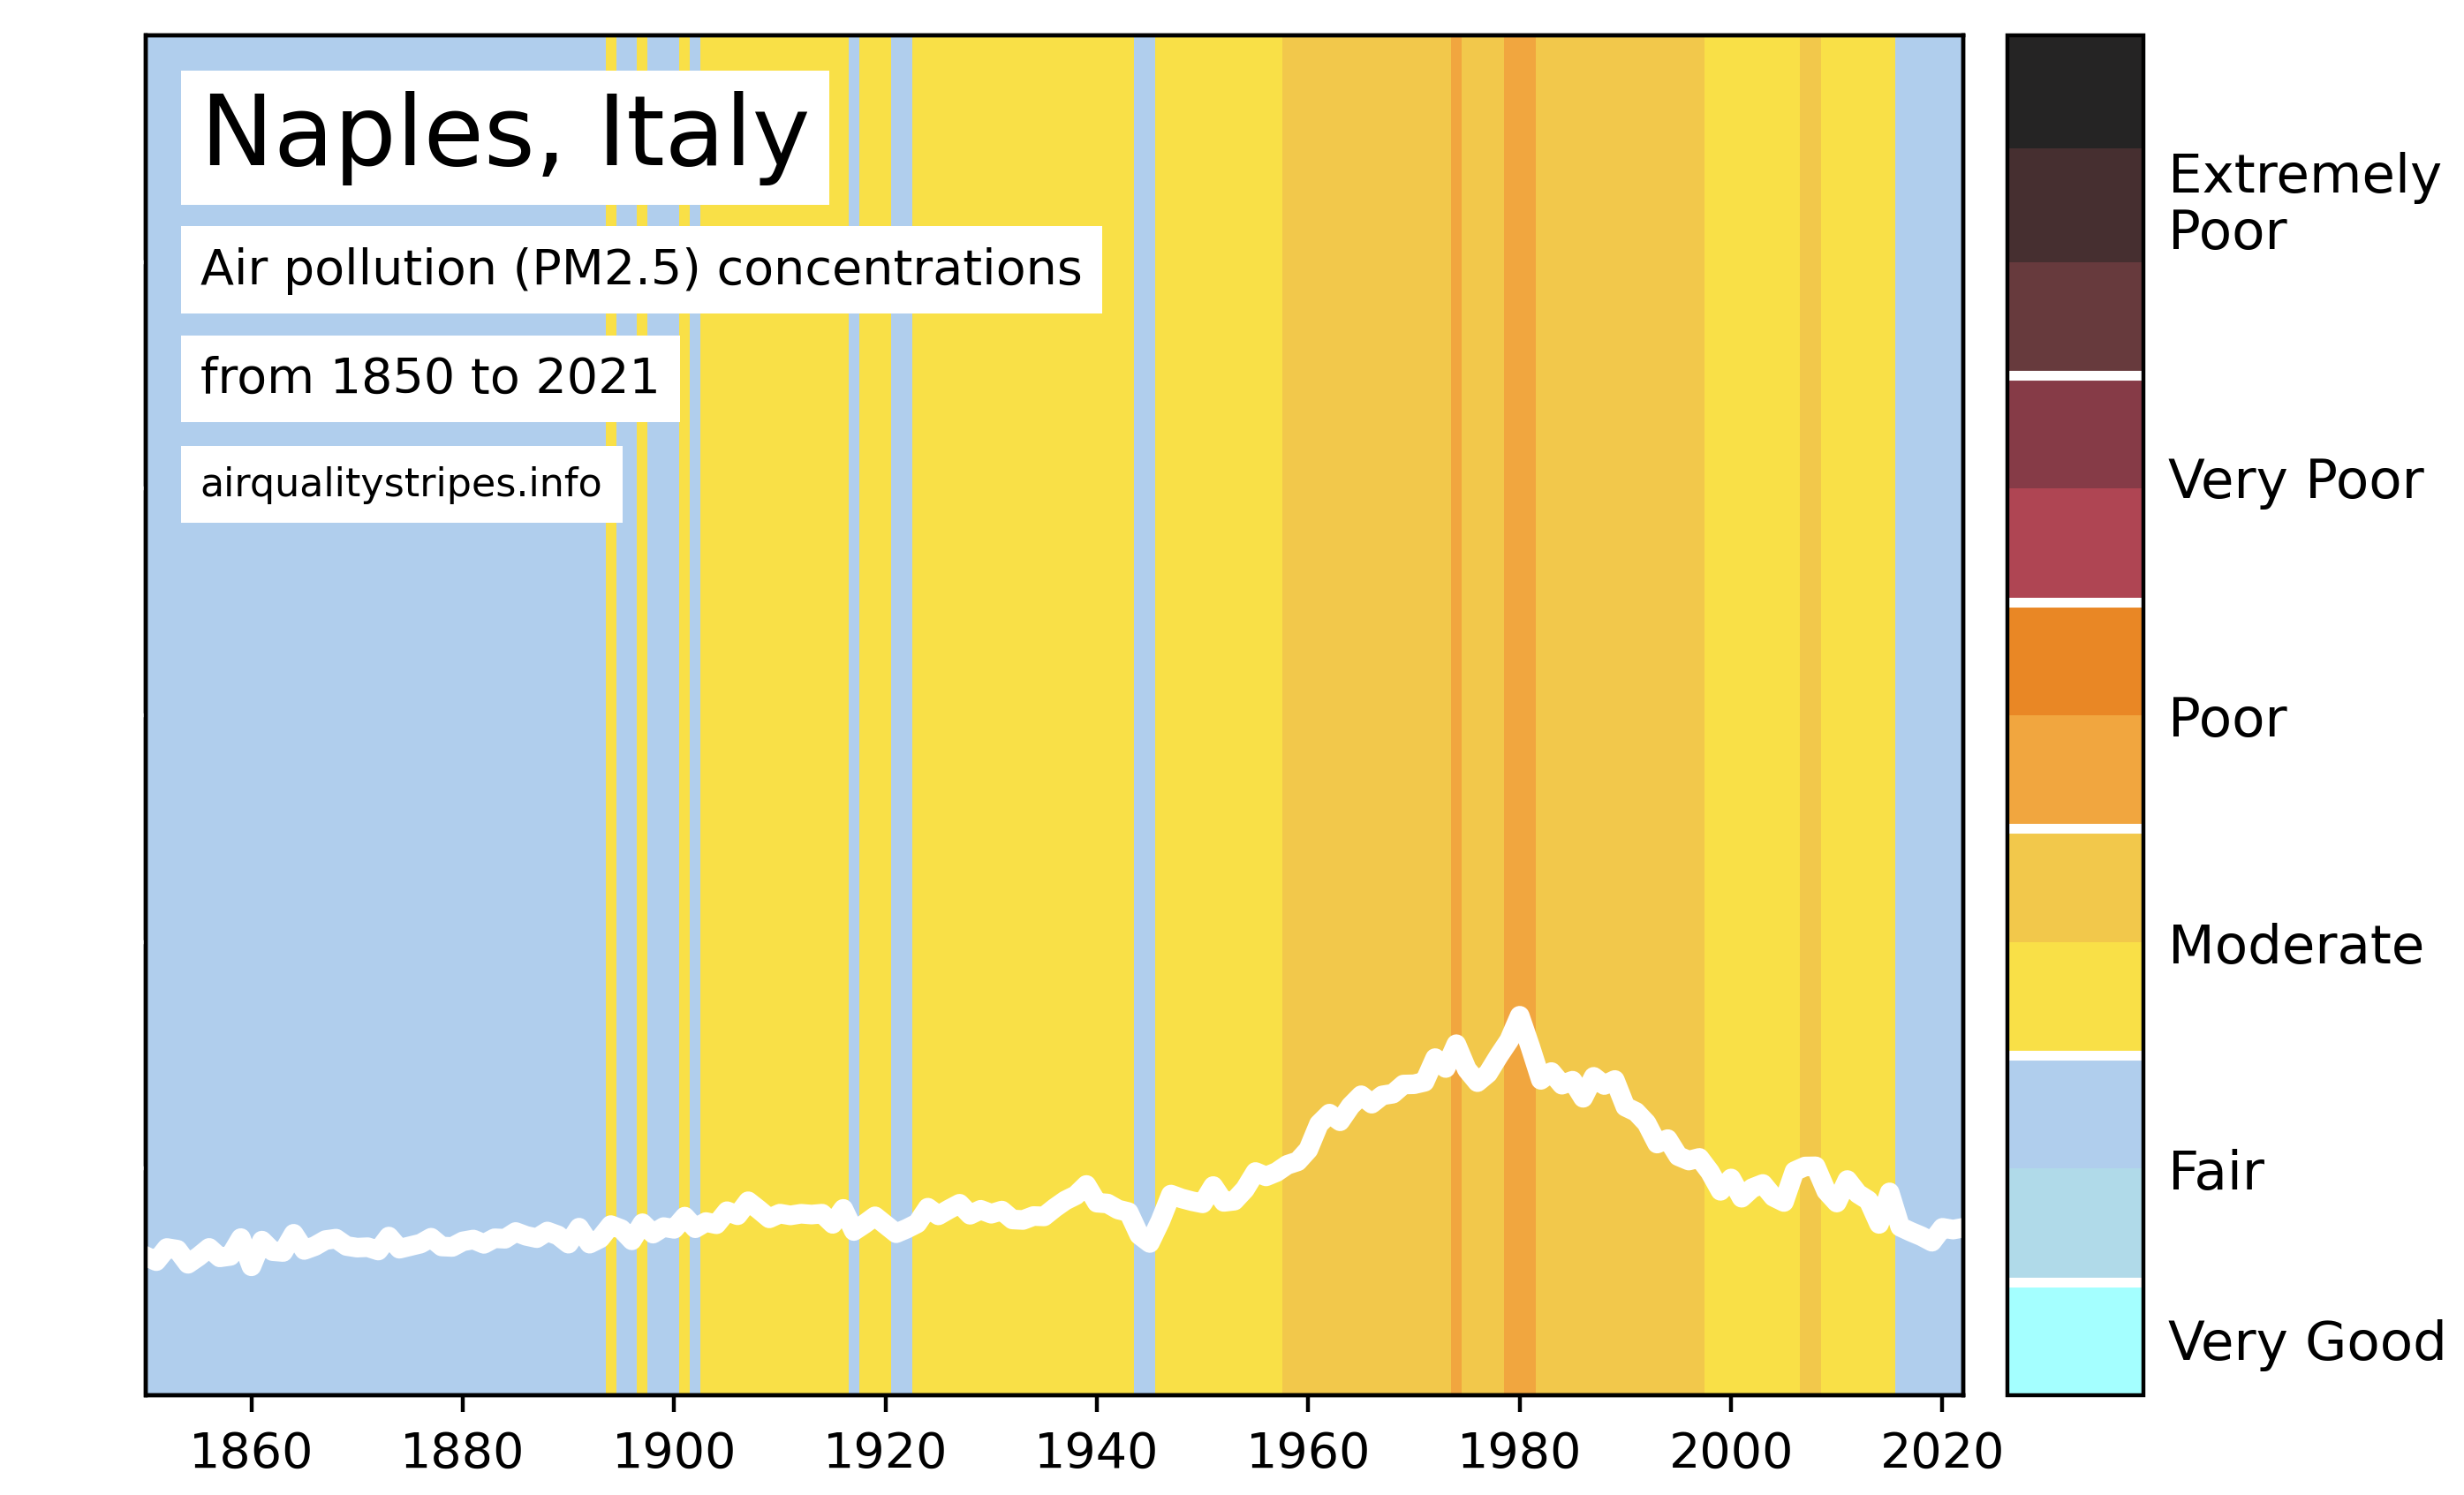 Naples, Italy
Air pollution (PM2.5) concentrations
from 1850 to 2021
airqualitystripes.info
Extremely
Poor
Very Poor
Poor
Moderate
Fair
Very Good
1860 1880 1900 1920 1940 1960 1980 2000 2020